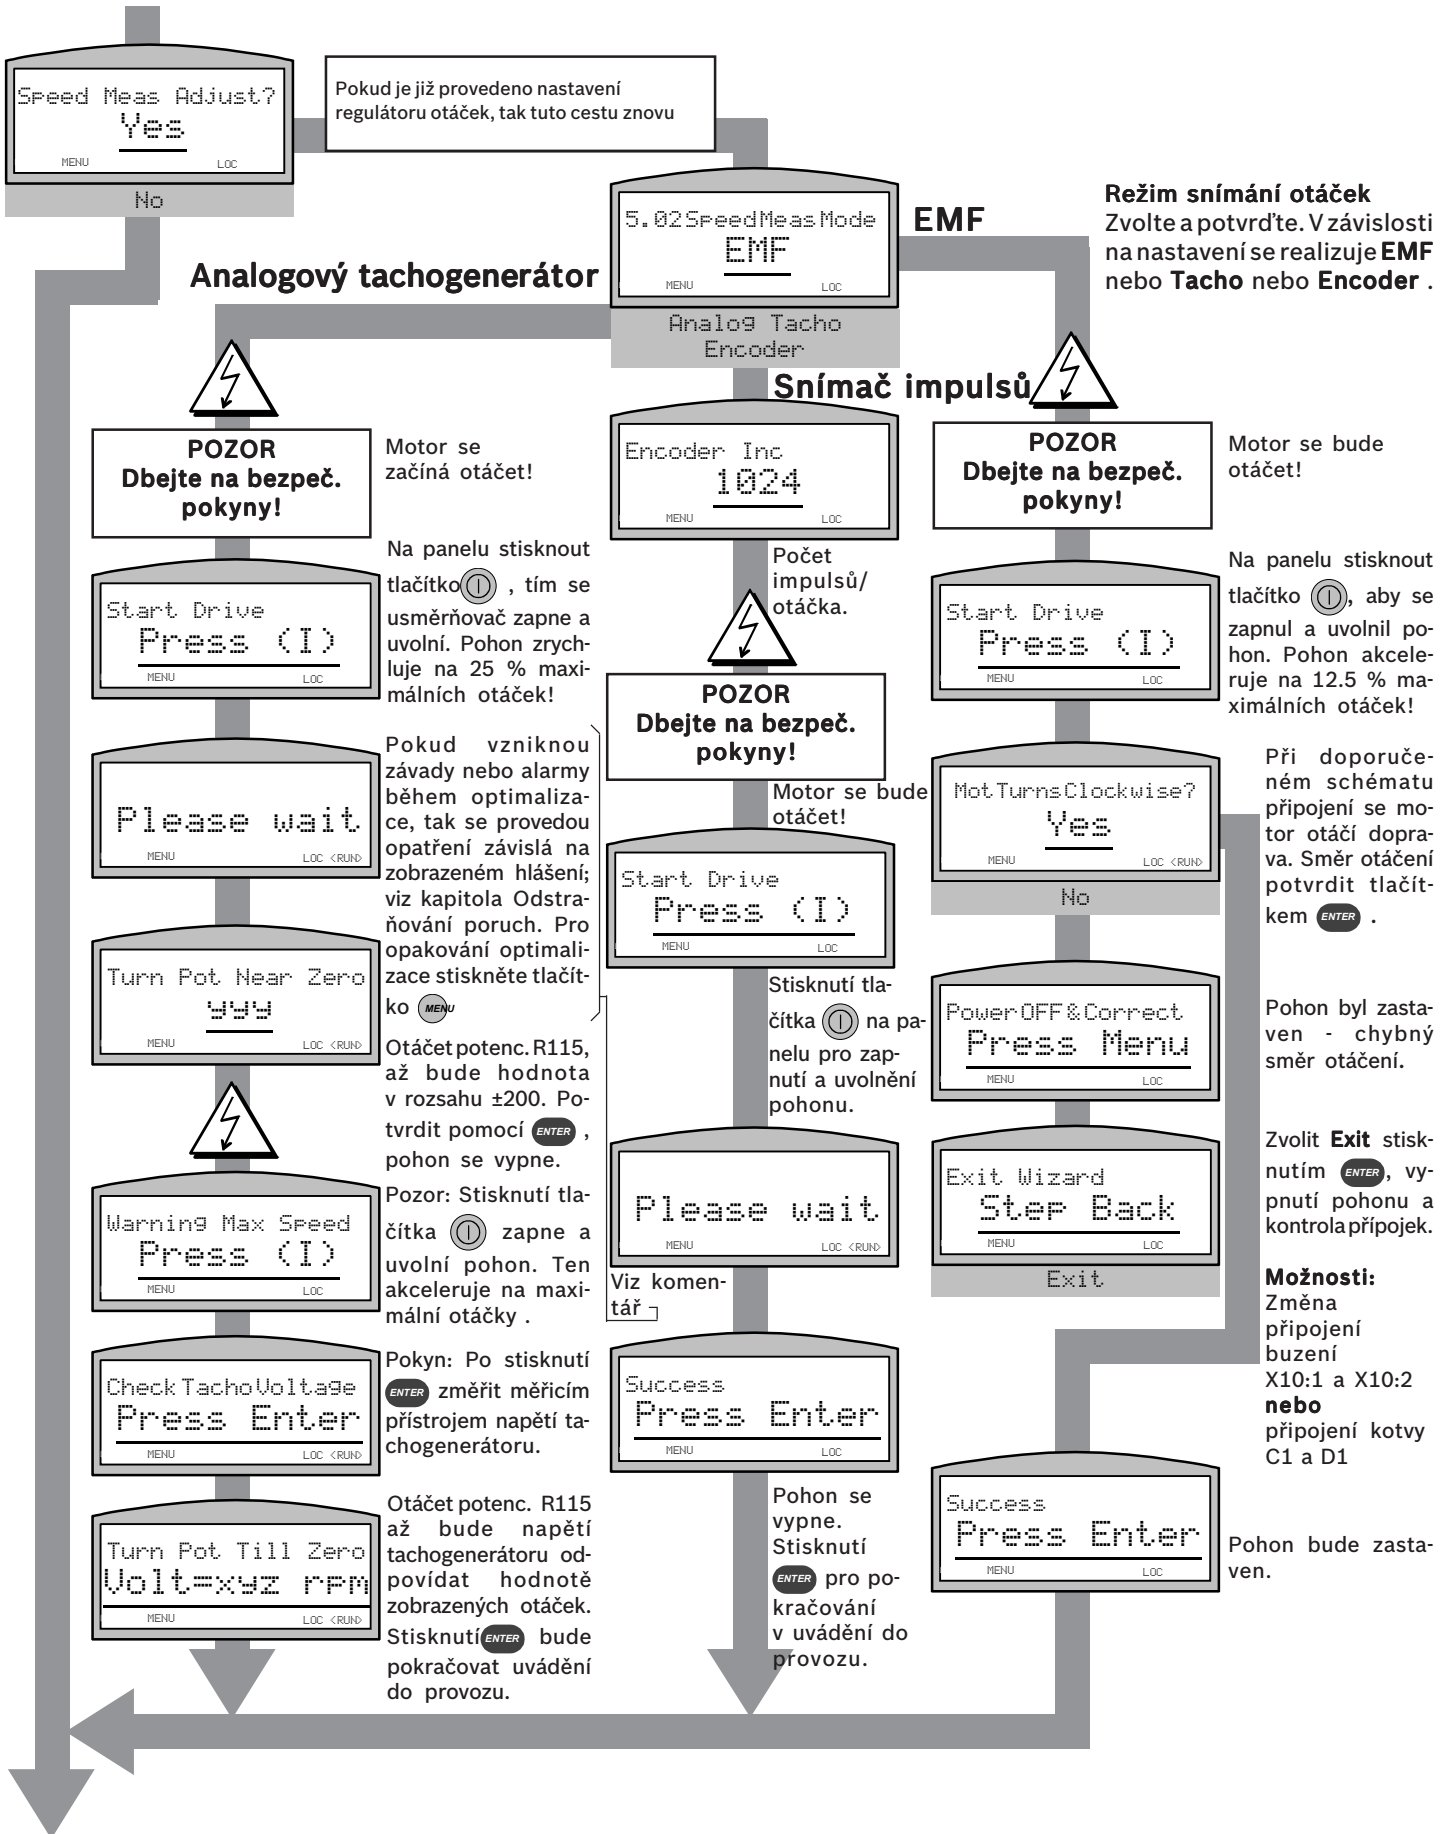 Speed Meas Adjust?
Yes
MENU LOC
No
Pokud je již provedeno nastavení
regulátoru otáček, tak tuto cestu znovu
5.02SpeedMeasMode
EMF
MENU LOC
Analog Tacho
Encoder
EMF
Režim snímání otáček
Zvolte a potvrďte. V závislosti
na nastavení se realizuje EMF
nebo Tacho nebo Encoder .
Analogový tachogenerátor
POZOR
Dbejte na bezpeč.
pokyny!
Motor se
začíná otáčet!
Start Drive
Press (I)
MENU LOC
Na panelu stisknout
tlačítko , tím se
usměrňovač zapne a
uvolní. Pohon zrych-
luje na 25 % maxi-
málních otáček!
Please wait
MENU LOC <RUN>
Pokud vzniknou
závady nebo alarmy
během optimaliza-
ce, tak se provedou
opatření závislá na
zobrazeném hlášení;
viz kapitola Odstra-
ňování poruch. Pro
opakování optimali-
zace stiskněte tlačít-
ko MENU
Turn Pot Near Zero
yyy
MENU LOC <RUN>
Otáčet potenc. R115,
až bude hodnota
v rozsahu ±200. Po-
tvrdit pomocí ENTER ,
pohon se vypne.
Warning Max Speed
Press (I)
MENU LOC
Pozor: Stisknutí tla-
čítka zapne a
uvolní pohon. Ten
akceleruje na maxi-
mální otáčky .
CheckTachoVoltage
Press Enter
MENU LOC <RUN>
Pokyn: Po stisknutí
ENTER změřit měřicím
přístrojem napětí ta-
chogenerátoru.
Turn Pot Till Zero
Volt=xyz rpm
MENU LOC <RUN>
Otáčet potenc. R115
až bude napětí
tachogenerátoru od-
povídat hodnotě
zobrazených otáček.
Stisknutí ENTER bude
pokračovat uvádění
do provozu.
Snímač impulsů
Encoder Inc
1024
MENU LOC
Počet
impulsů/
otáčka.
POZOR
Dbejte na bezpeč.
pokyny!
Motor se bude
otáčet!
Start Drive
Press (I)
MENU LOC
Stisknutí tla-
čítka na pa-
nelu pro zap-
nutí a uvolnění
pohonu.
Please wait
MENU LOC <RUN>
Viz komen-
tář
Success
Press Enter
MENU LOC
Pohon se
vypne.
Stisknutí
ENTER pro po-
kračování
v uvádění do
provozu.
POZOR
Dbejte na bezpeč.
pokyny!
Motor se bude
otáčet!
Start Drive
Press (I)
MENU LOC
Na panelu stisknout
tlačítko , aby se
zapnul a uvolnil po-
hon. Pohon akcele-
ruje na 12.5 % ma-
ximálních otáček!
MotTurnsClockwise?
Yes
MENU LOC <RUN>
No
Při doporuče-
ném schématu
připojení se mo-
tor otáčí dopra-
va. Směr otáčení
potvrdit tlačít-
kem ENTER .
PowerOFF&Correct
Press Menu
MENU LOC
Pohon byl zasta-
ven - chybný
směr otáčení.
Exit Wizard
Step Back
MENU LOC
Exit
Zvolit Exit stisk-
nutím ENTER, vy-
pnutí pohonu a
kontrola přípojek.
Možnosti:
Změna
připojení
buzení
X10:1 a X10:2
nebo
připojení kotvy
C1 a D1
Success
Press Enter
MENU LOC
Pohon bude zasta-
ven.